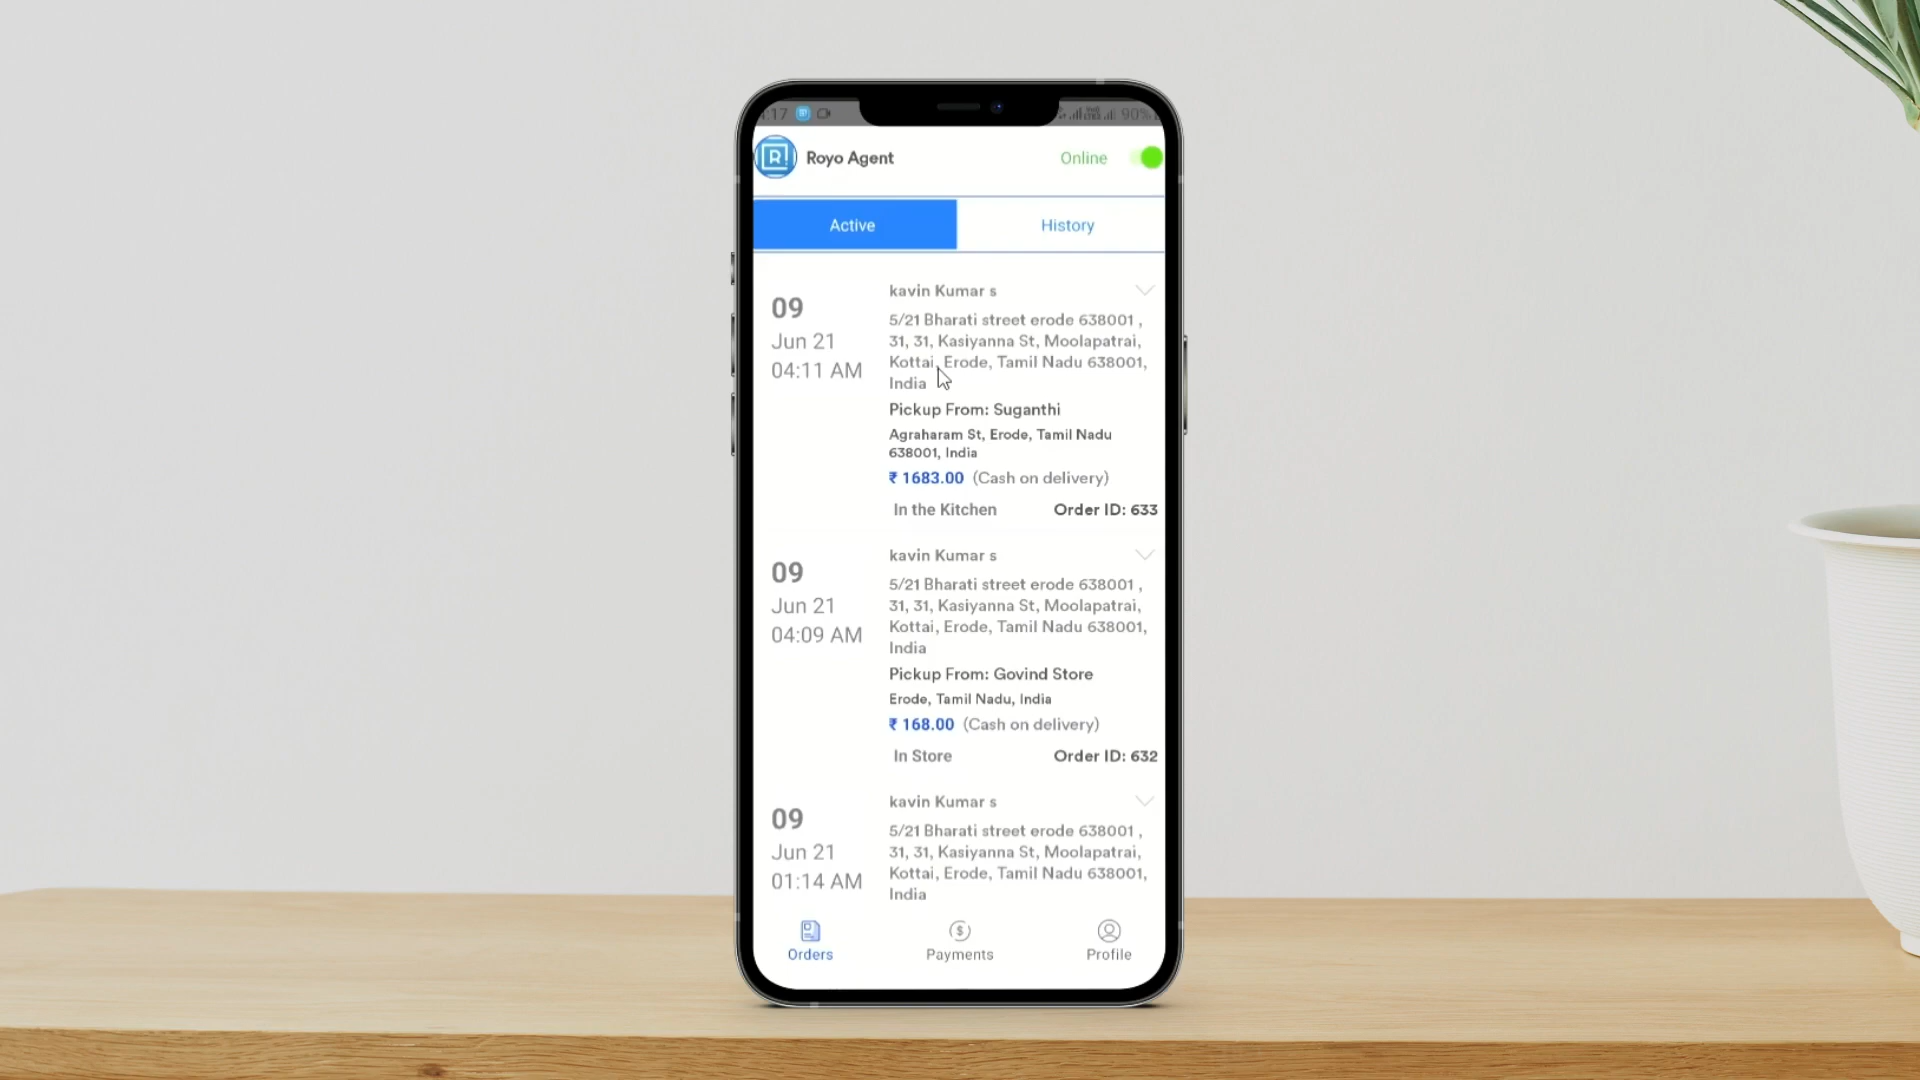 :17
90%
Royo Agent
Online
Active
History
09
Jun 21
04:11 AM
kavin Kumar s
5/21 Bharati street erode 638001 ,
31, 31, Kasiyanna St, Moolapatrai,
Kottai, Erode, Tamil Nadu 638001,
India
Pickup From: Suganthi
Agraharam St, Erode, Tamil Nadu
638001, India
₹ 1683.00 (Cash on delivery)
In the Kitchen
Order ID: 633
09
Jun 21
04:09 AM
kavin Kumar s
5/21 Bharati street erode 638001 ,
31, 31, Kasiyanna St, Moolapatrai,
Kottai, Erode, Tamil Nadu 638001,
India
Pickup From: Govind Store
Erode, Tamil Nadu, India
₹ 168.00 (Cash on delivery)
In Store
Order ID: 632
09
Jun 21
01:14 AM
kavin Kumar s
5/21 Bharati street erode 638001 ,
31, 31, Kasiyanna St, Moolapatrai,
Kottai, Erode, Tamil Nadu 638001,
India
Orders
Payments
Profile